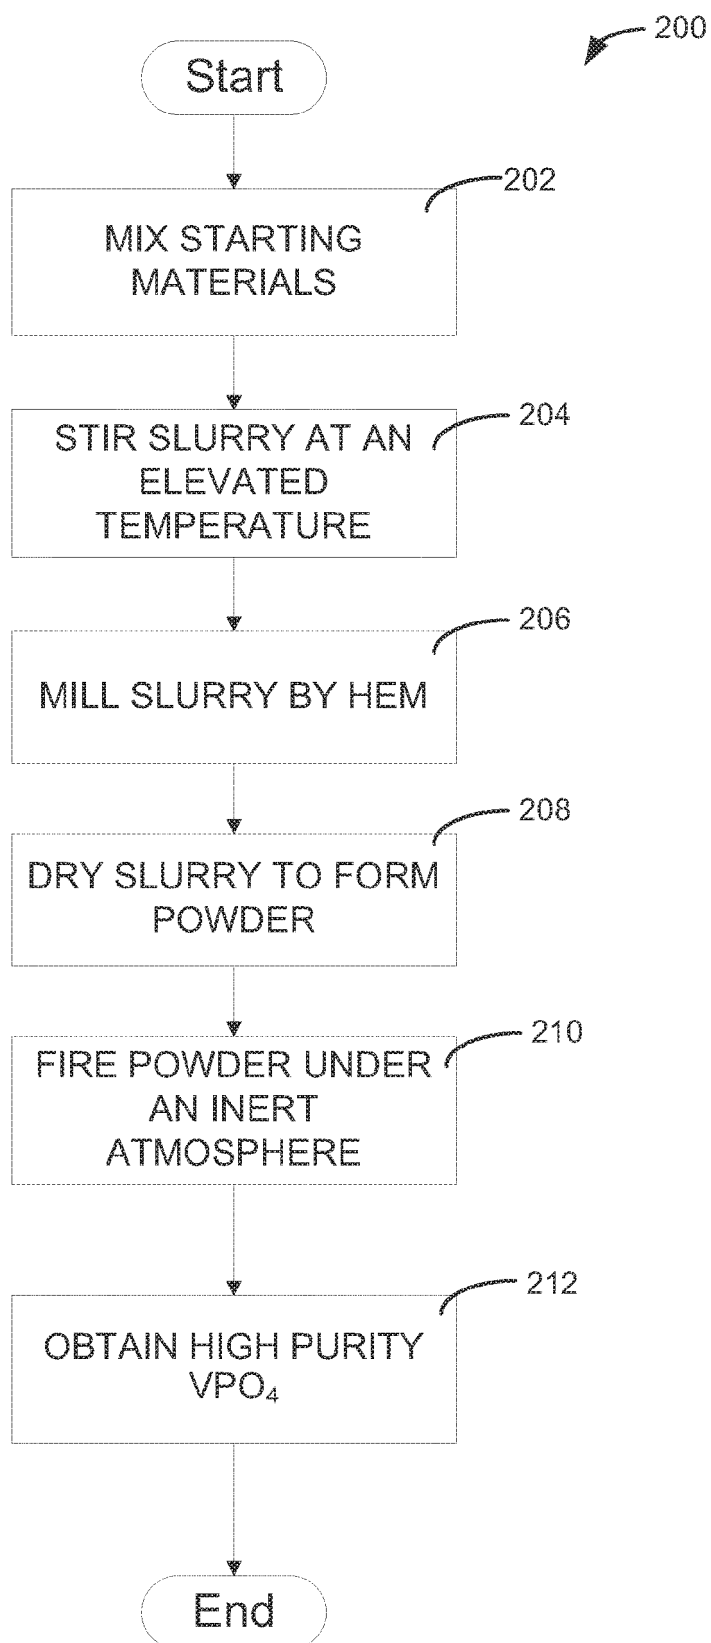 200
Start
202
MIX STARTING
MATERIALS
204
STIR SLURRY AT AN
ELEVATED
TEMPERATURE
206
MILL SLURRY BY HEM
208
DRY SLURRY TO FORM
POWDER
210
FIRE POWDER UNDER
AN INERT
ATMOSPHERE
212
OBTAIN HIGH PURITY
VPO₄
End